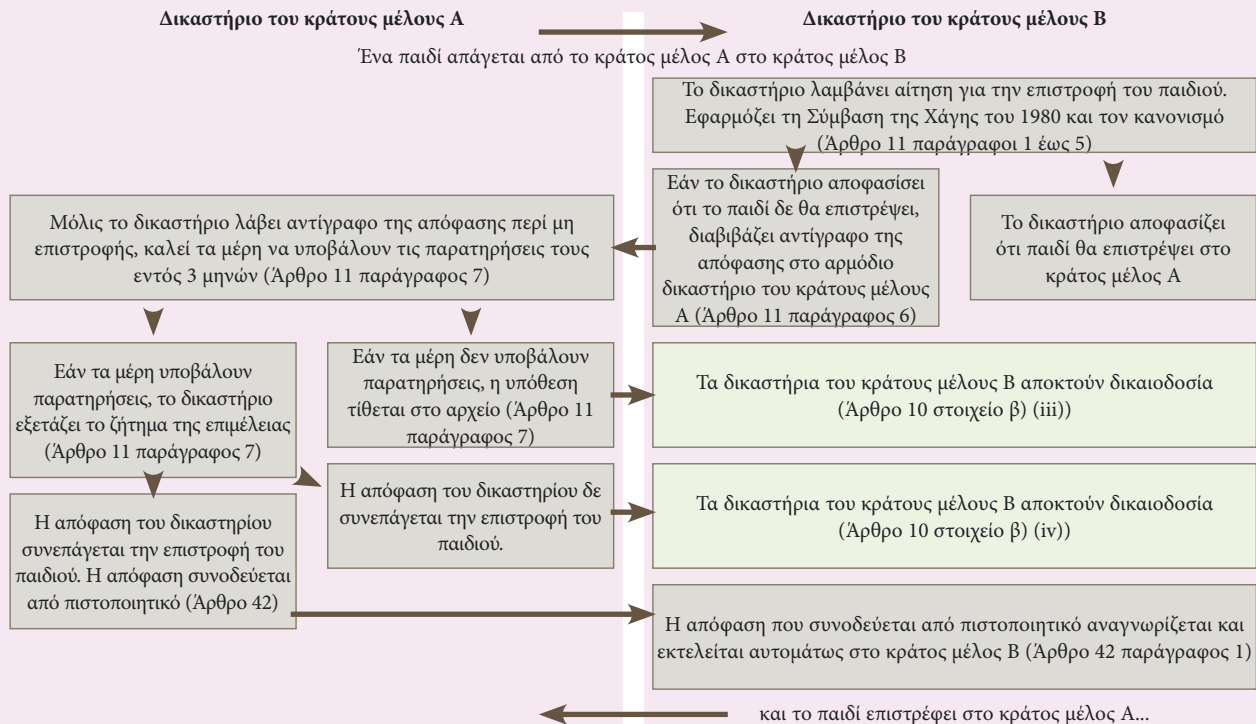 Δικαστήριο του κράτους μέλους Α
Δικαστήριο του κράτους μέλους Β
Ένα παιδί απάγεται από το κράτος μέλος Α στο κράτος μέλος Β
Το δικαστήριο λαμβάνει αίτηση για την επιστροφή του παιδιού.
Εφαρμόζει τη Σύμβαση της Χάγης του 1980 και τον κανονισμό
(Άρθρο 11 παράγραφοι 1 έως 5)
Εάν το δικαστήριο αποφασίσει
ότι το παιδί δε θα επιστρέψει,
διαβιβάζει αντίγραφο της
απόφασης στο αρμόδιο
δικαστήριο του κράτους μέλους
Α (Άρθρο 11 παράγραφος 6)
Το δικαστήριο αποφασίζει
ότι παιδί θα επιστρέψει στο
κράτος μέλος Α
Μόλις το δικαστήριο λάβει αντίγραφο της απόφασης περί μη
επιστροφής, καλεί τα μέρη να υποβάλουν τις παρατηρήσεις τους
εντός 3 μηνών (Άρθρο 11 παράγραφος 7)
Εάν τα μέρη υποβάλουν
παρατηρήσεις, το δικαστήριο
εξετάζει το ζήτημα της επιμέλειας
(Άρθρο 11 παράγραφος 7)
Εάν τα μέρη δεν υποβάλουν
παρατηρήσεις, η υπόθεση
τίθεται στο αρχείο (Άρθρο 11
παράγραφος 7)
Τα δικαστήρια του κράτους μέλους Β αποκτούν δικαιοδοσία
(Άρθρο 10 στοιχείο β) (iii))
Η απόφαση του δικαστηρίου δε
συνεπάγεται την επιστροφή του
παιδιού.
Τα δικαστήρια του κράτους μέλους Β αποκτούν δικαιοδοσία
(Άρθρο 10 στοιχείο β) (iv))
Η απόφαση του δικαστηρίου
συνεπάγεται την επιστροφή του
παιδιού. Η απόφαση συνοδεύεται
από πιστοποιητικό (Άρθρο 42)
Η απόφαση που συνοδεύεται από πιστοποιητικό αναγνωρίζεται και
εκτελείται αυτομάτως στο κράτος μέλος Β (Άρθρο 42 παράγραφος 1)
και το παιδί επιστρέφει στο κράτος μέλος Α...